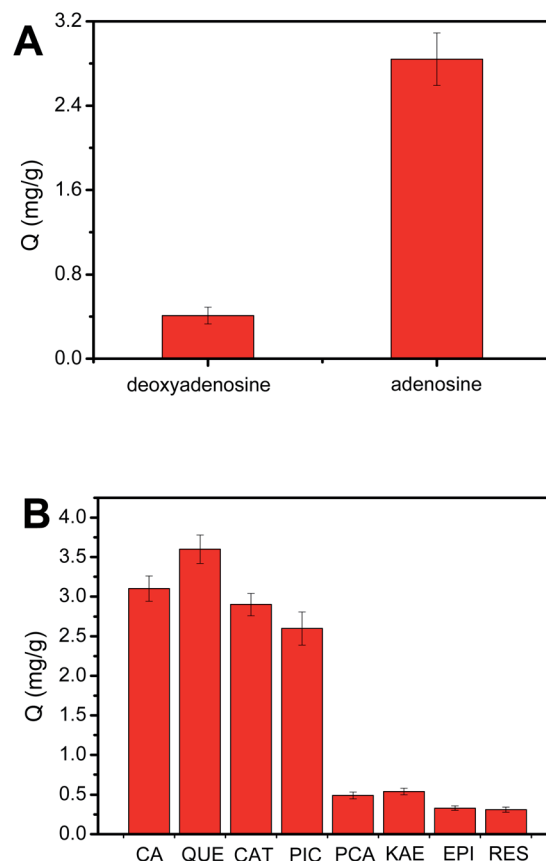 A
Q (mg/g)
3.2
2.4
1.6
0.8
0.0
deoxyadenosine adenosine
B
Q (mg/g)
4.0
3.5
3.0
2.5
2.0
1.5
1.0
0.5
0.0
CA QUE CAT PIC PCA KAE EPI RES